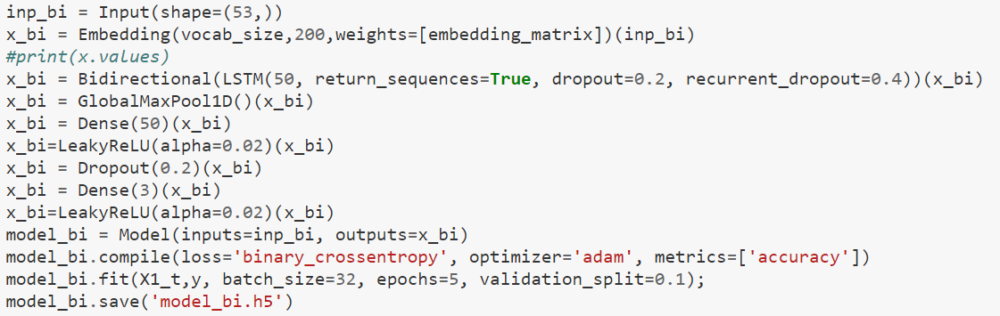 inp_bi = Input(shape=(53,))
x_bi = Embedding(vocab_size,200,weights=[embedding_matrix])(inp_bi)
#print(x.values)
x_bi = Bidirectional(LSTM(50, return_sequences=True, dropout=0.2, recurrent_dropout=0.4))(x_bi)
x_bi = GlobalMaxPool1D()(x_bi)
x_bi = Dense(50)(x_bi)
x_bi=LeakyReLU(alpha=0.02)(x_bi)
x_bi = Dropout(0.2)(x_bi)
x_bi = Dense(3)(x_bi)
x_bi=LeakyReLU(alpha=0.02)(x_bi)
model_bi = Model(inputs=inp_bi, outputs=x_bi)
model_bi.compile(loss='binary_crossentropy', optimizer='adam', metrics=['accuracy'])
model_bi.fit(X1_t,y, batch_size=32, epochs=5, validation_split=0.1);
model_bi.save('model_bi.h5')